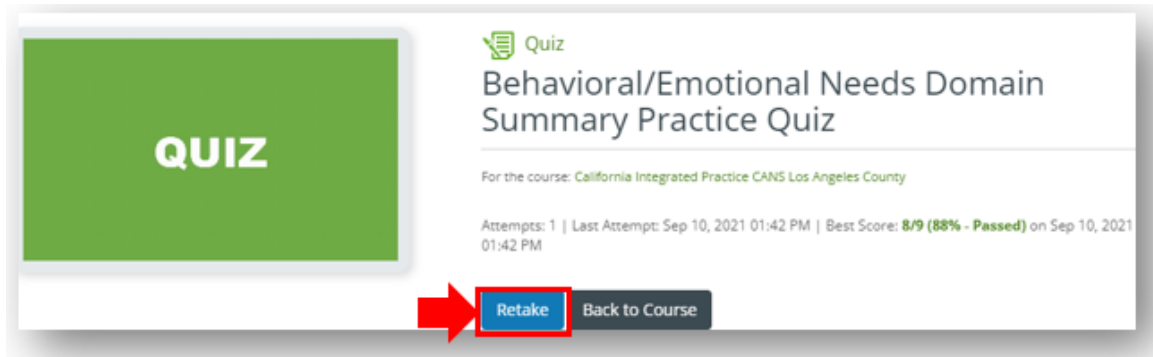 QUIZ
Quiz
Behavioral/Emotional Needs Domain
Summary Practice Quiz
For the course: California Integrated Practice CANS Los Angeles County
Attempts: 1 | Last Attempt: Sep 10, 2021 01:42 PM | Best Score: 8/9 (88% - Passed) on Sep 10, 2021
01:42 PM
Retake Back to Course